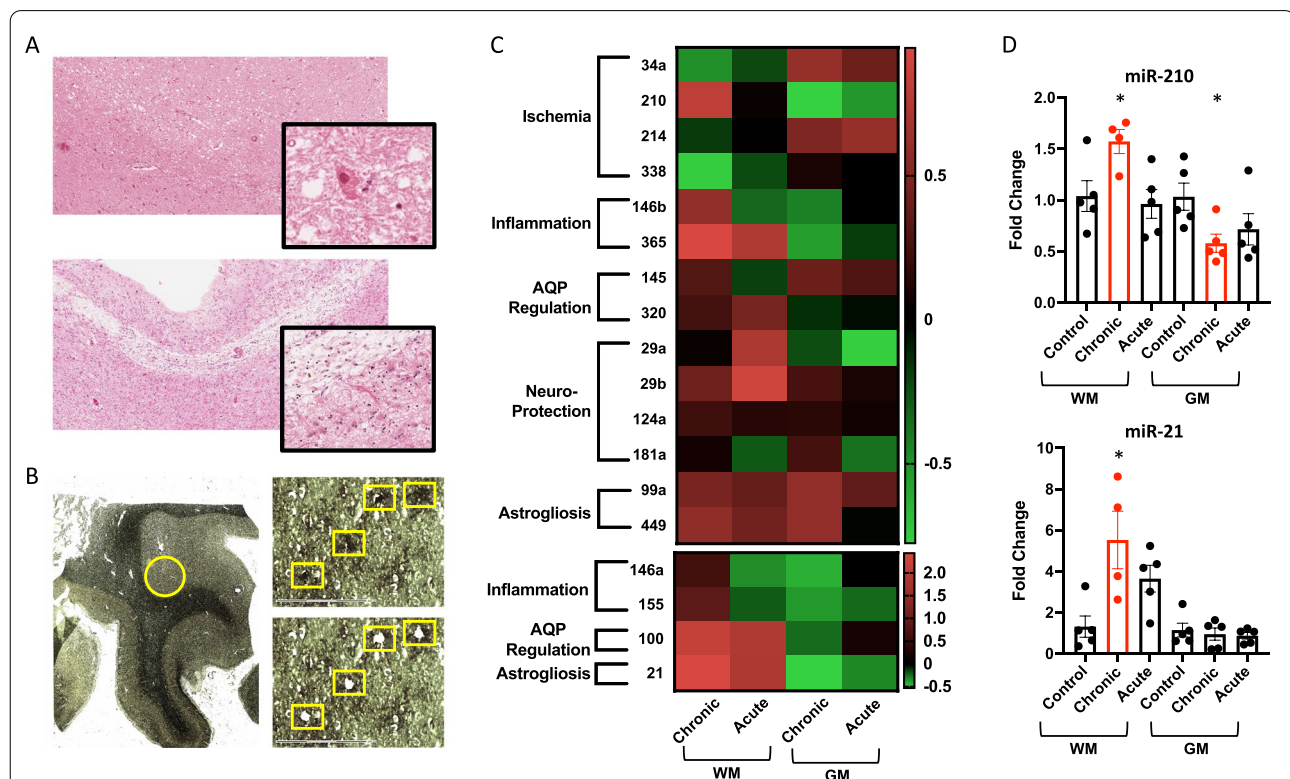 A
B
C
Ischemia
34a
210
214
338
Inflammation
146b
365
AQP
Regulation
145
320
Neuro-
Protection
29a
29b
124a
181a
Astrogliosis
99a
449
0.5
0
-0.5
Inflammation
146a
155
AQP
Regulation
100
Astrogliosis
21
2.0
1.5
1.0
0.5
0
-0.5
Chronic
Acute
Chronic
Acute
WM
GM
D
miR-210
Fold Change
2.0
1.5
1.0
0.5
0.0
*
*
Control
Chronic
Acute
Control
Chronic
Acute
WM
GM
miR-21
Fold Change
10
8
6
4
2
0
*
Control
Chronic
Acute
Control
Chronic
Acute
WM
GM